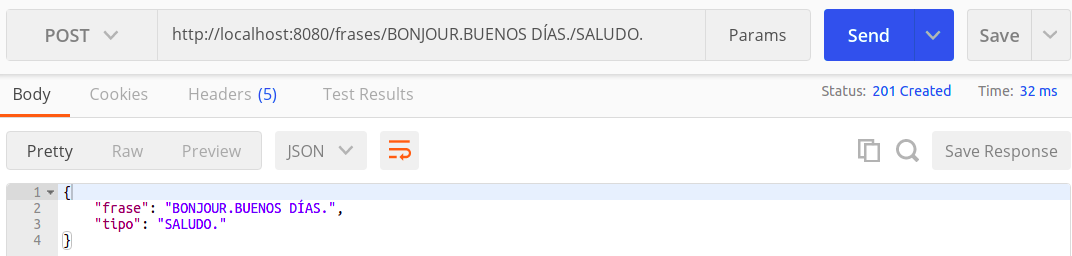 POST http://localhost:8080/frases/BONJOUR.BUENOS DÍAS./SALUDO. Params Send Save
Body Cookies Headers (5) Test Results Status: 201 Created Time: 32 ms
Pretty Raw Preview JSON Save Response
1 {
2 "frase": "BONJOUR.BUENOS DÍAS.",
3 "tipo": "SALUDO."
4 }